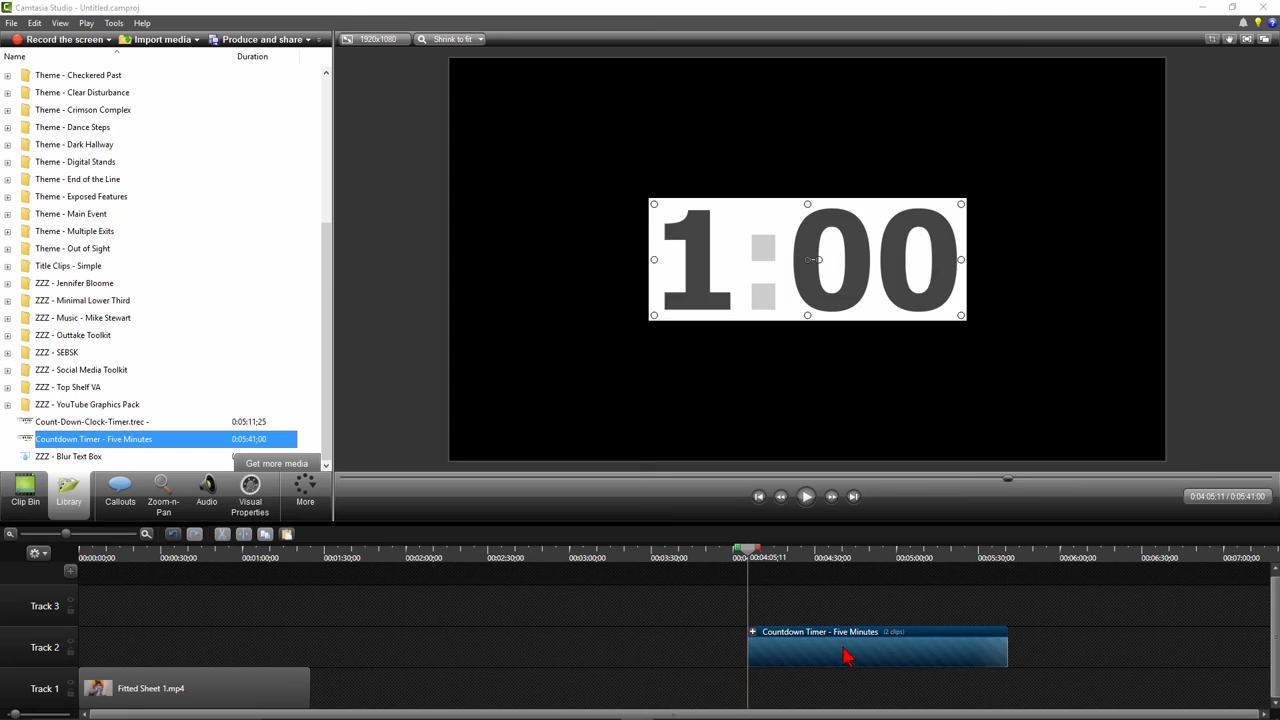 Camtasia Studio - Untitled.camproj
File Edit View Play Tools Help
Record the screen Import media Produce and share 1920x1080 Shrink to fit
Name Duration
Theme - Checkered Past
Theme - Clear Disturbance
Theme - Crimson Complex
Theme - Dance Steps
Theme - Dark Hallway
Theme - Digital Stands
Theme - End of the Line
Theme - Exposed Features
Theme - Main Event
Theme - Multiple Exits
Theme - Out of Sight
Title Clips - Simple
ZZZ - Jennifer Bloome
ZZZ - Minimal Lower Third
ZZZ - Music - Mike Stewart
ZZZ - Outtake Toolkit
ZZZ - SEBSK
ZZZ - Social Media Toolkit
ZZZ - Top Shelf VA
ZZZ - YouTube Graphics Pack
Count-Down-Clock-Timer.trec - 0:05:11;25
Countdown Timer - Five Minutes 0:05:41;00
ZZZ - Blur Text Box
Get more media
1:00
Clip Bin Library Callouts Zoom-n-Pan Audio Visual Properties More
0:04:05;11 / 0:05:41;00
00:00:00;00 00:00:30;00 00:01:00;00 00:01:30;00 00:02:00;00 00:02:30;00 00:03:00;00 00:03:30;00 00:04:05;11 00:04:30;00 00:05:00;00 00:05:30;00 00:06:00;00 00:06:30;00 00:07:00;00
Track 3
Track 2 Countdown Timer - Five Minutes (2 clips)
Track 1 Fitted Sheet 1.mp4